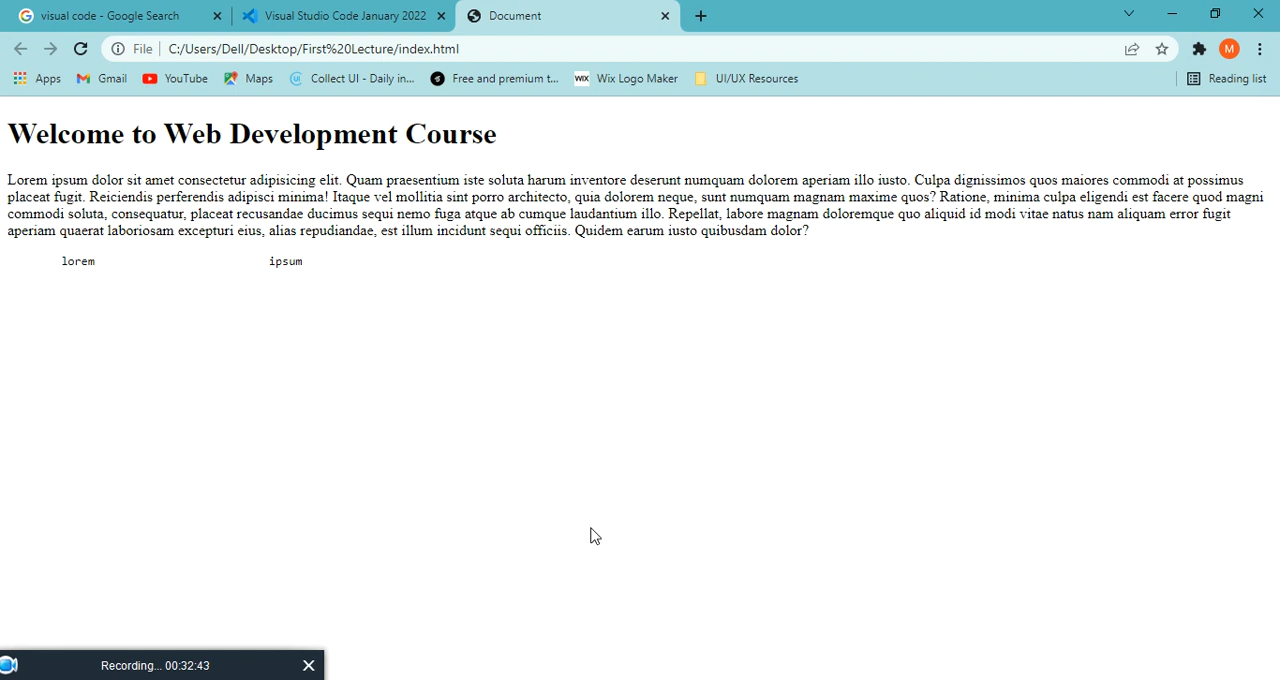 visual code - Google Search
Visual Studio Code January 2022
Document
File
C:/Users/Dell/Desktop/First%20Lecture/index.html
M
Apps
Gmail
YouTube
Maps
Collect UI - Daily in...
Free and premium t...
WIX Wix Logo Maker
UI/UX Resources
Reading list
Welcome to Web Development Course
Lorem ipsum dolor sit amet consectetur adipisicing elit. Quam praesentium iste soluta harum inventore deserunt numquam dolorem aperiam illo iusto. Culpa dignissimos quos maiores commodi at possimus
placeat fugit. Reiciendis perferendis adipisci minima! Itaque vel mollitia sint porro architecto, quia dolorem neque, sunt numquam magnam maxime quos? Ratione, minima culpa eligendi est facere quod magni
commodi soluta, consequatur, placeat recusandae ducimus sequi nemo fuga atque ab cumque laudantium illo. Repellat, labore magnam doloremque quo aliquid id modi vitae natus nam aliquam error fugit
aperiam quaerat laboriosam excepturi eius, alias repudiandae, est illum incidunt sequi officiis. Quidem earum iusto quibusdam dolor?
lorem ipsum
Recording... 00:32:43